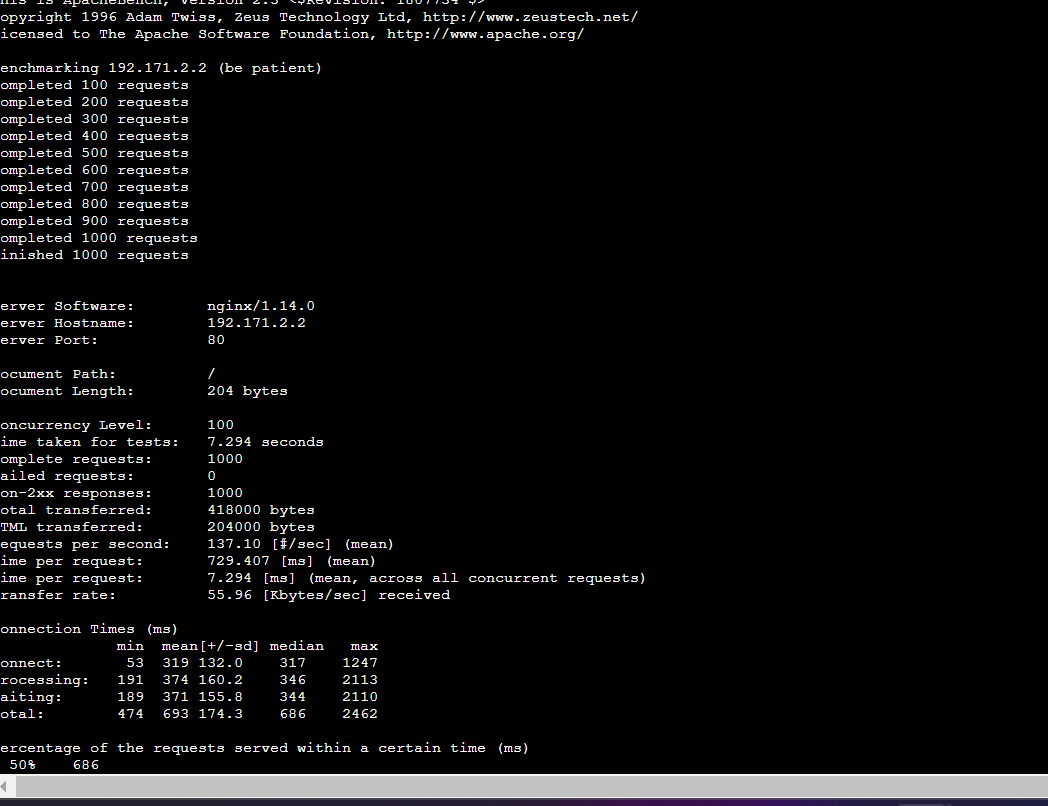 his is ApacheBench, Version 2.3 <$Revision: 1807734 $>
opyright 1996 Adam Twiss, Zeus Technology Ltd, http://www.zeustech.net/
icensed to The Apache Software Foundation, http://www.apache.org/
enchmarking 192.171.2.2 (be patient)
ompleted 100 requests
ompleted 200 requests
ompleted 300 requests
ompleted 400 requests
ompleted 500 requests
ompleted 600 requests
ompleted 700 requests
ompleted 800 requests
ompleted 900 requests
ompleted 1000 requests
inished 1000 requests
erver Software: nginx/1.14.0
erver Hostname: 192.171.2.2
erver Port: 80
ocument Path: /
ocument Length: 204 bytes
oncurrency Level: 100
ime taken for tests: 7.294 seconds
omplete requests: 1000
ailed requests: 0
on-2xx responses: 1000
otal transferred: 418000 bytes
TML transferred: 204000 bytes
equests per second: 137.10 [#/sec] (mean)
ime per request: 729.407 [ms] (mean)
ime per request: 7.294 [ms] (mean, across all concurrent requests)
ransfer rate: 55.96 [Kbytes/sec] received
onnection Times (ms)
min mean[+/-sd] median max
onnect: 53 319 132.0 317 1247
rocessing: 191 374 160.2 346 2113
aiting: 189 371 155.8 344 2110
otal: 474 693 174.3 686 2462
ercentage of the requests served within a certain time (ms)
50% 686